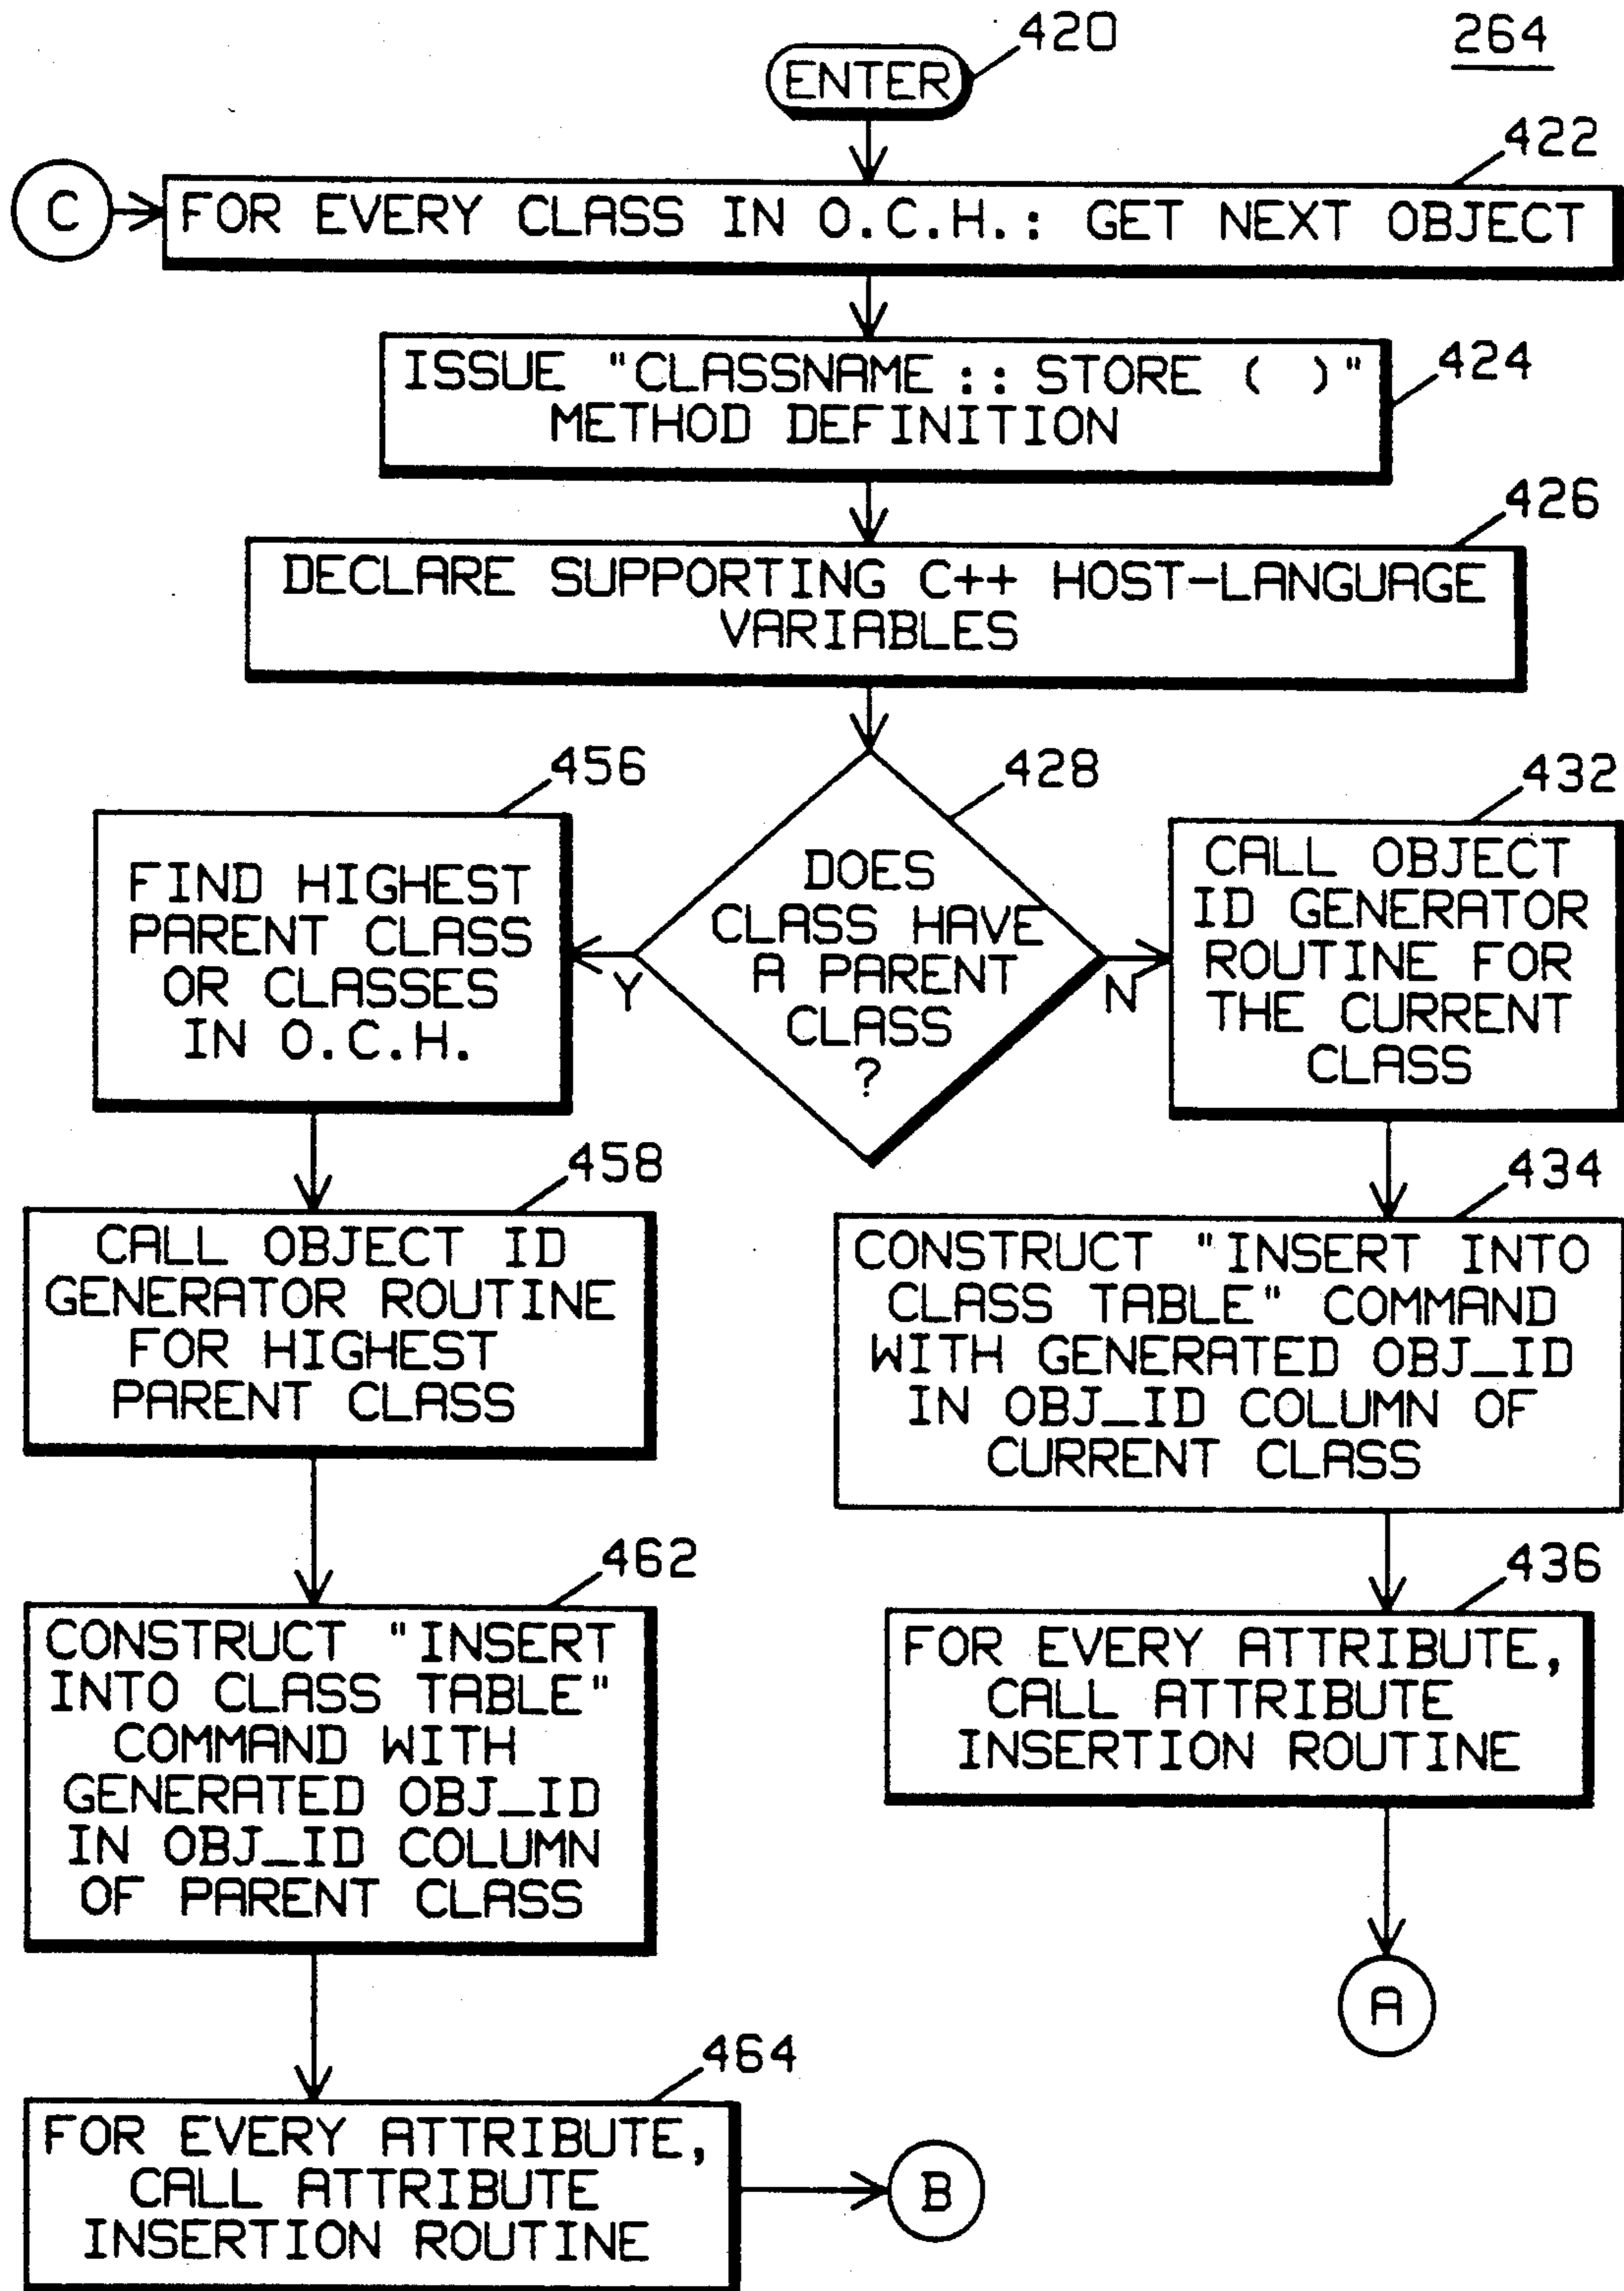 420
264
ENTER
422
C
FOR EVERY CLASS IN O.C.H.: GET NEXT OBJECT
ISSUE "CLASSNAME :: STORE ( )"
METHOD DEFINITION
424
426
DECLARE SUPPORTING C++ HOST-LANGUAGE
VARIABLES
456
FIND HIGHEST
PARENT CLASS
OR CLASSES
IN O.C.H.
428
DOES
CLASS HAVE
A PARENT
CLASS
?
Y
N
432
CALL OBJECT
ID GENERATOR
ROUTINE FOR
THE CURRENT
CLASS
458
CALL OBJECT ID
GENERATOR ROUTINE
FOR HIGHEST
PARENT CLASS
434
CONSTRUCT "INSERT INTO
CLASS TABLE" COMMAND
WITH GENERATED OBJ_ID
IN OBJ_ID COLUMN OF
CURRENT CLASS
462
CONSTRUCT "INSERT
INTO CLASS TABLE"
COMMAND WITH
GENERATED OBJ_ID
IN OBJ_ID COLUMN
OF PARENT CLASS
436
FOR EVERY ATTRIBUTE,
CALL ATTRIBUTE
INSERTION ROUTINE
A
464
FOR EVERY ATTRIBUTE,
CALL ATTRIBUTE
INSERTION ROUTINE
B